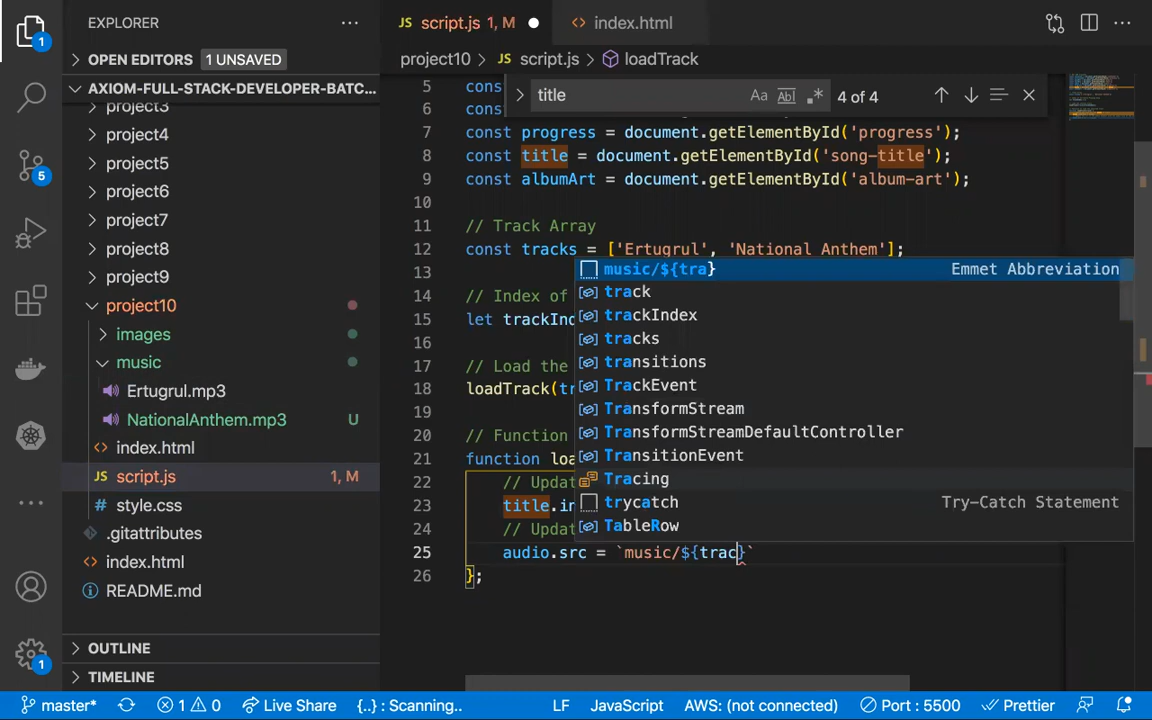 EXPLORER
OPEN EDITORS 1 UNSAVED
AXIOM-FULL-STACK-DEVELOPER-BATC...
project3
project4
project5
project6
project7
project8
project9
project10
images
music
Ertugrul.mp3
NationalAnthem.mp3 U
index.html
script.js 1, M
style.css
.gitattributes
index.html
README.md
OUTLINE
TIMELINE
1
5
1
JS script.js 1, M
<> index.html
project10 > JS script.js > loadTrack
title Aa Abl .* 4 of 4
5 cons
6 cons
7 const progress = document.getElementById('progress');
8 const title = document.getElementById('song-title');
9 const albumArt = document.getElementById('album-art');
10
11 // Track Array
12 const tracks = ['Ertugrul', 'National Anthem'];
13
14 // Index of
15 let trackInd
16
17 // Load the
18 loadTrack(tr
19
20 // Function
21 function loa
22 // Updat
23 title.in
24 // Updat
25 audio.src = `music/${trac}`
26 };
music/${tra} Emmet Abbreviation
track
trackIndex
tracks
transitions
TrackEvent
TransformStream
TransformStreamDefaultController
TransitionEvent
Tracing
trycatch Try-Catch Statement
TableRow
master* 1 0 Live Share {..} : Scanning.. LF JavaScript AWS: (not connected) Port : 5500 Prettier